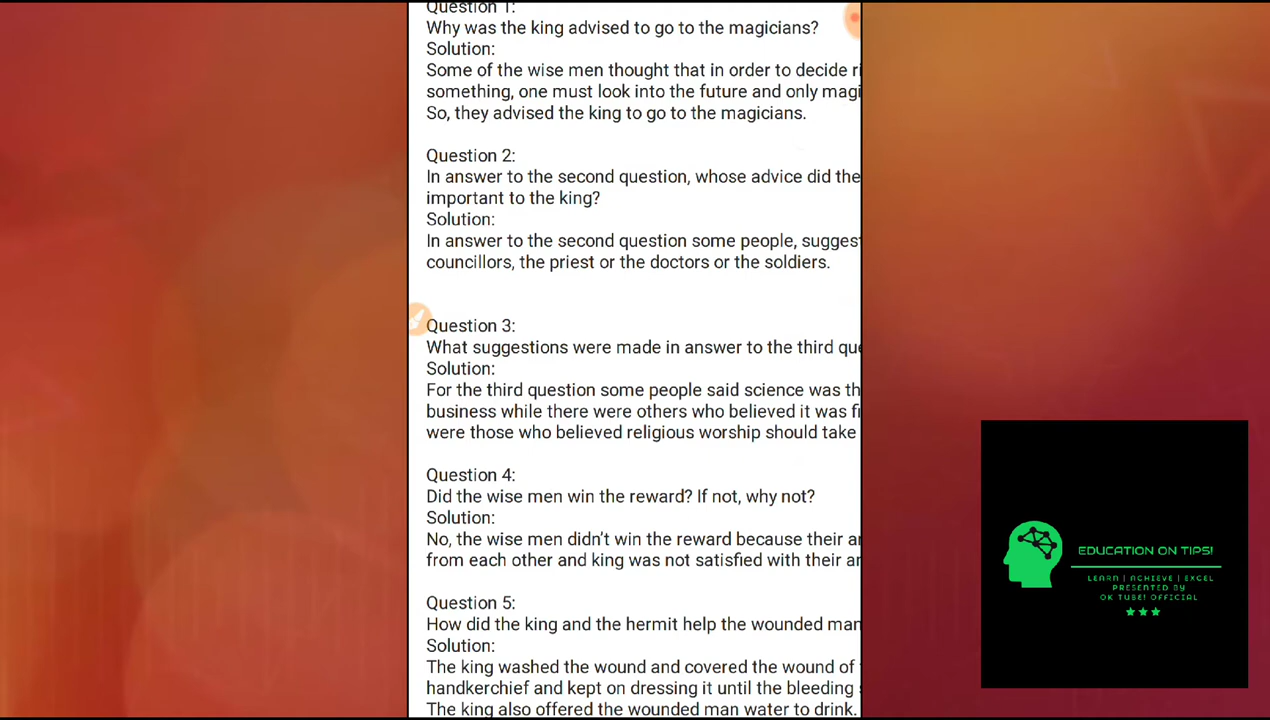 Question 1:
Why was the king advised to go to the magicians?
Solution:
Some of the wise men thought that in order to decide
something, one must look into the future and only
So, they advised the king to go to the magicians.
Question 2:
In answer to the second question, whose advice did the
important to the king?
Solution:
In answer to the second question some people,
councillors, the priest or the doctors or the soldiers.
Question 3:
What suggestions were made in answer to the third
Solution:
For the third question some people said science was
business while there were others who believed it was
were those who believed religious worship should take
Question 4:
Did the wise men win the reward? If not, why not?
Solution:
No, the wise men didn't win the reward because their
from each other and king was not satisfied with their
Question 5:
How did the king and the hermit help the wounded man
Solution:
The king washed the wound and covered the wound of
handkerchief and kept on dressing it until the bleeding
The king also offered the wounded man water to drink.
EDUCATION ON TIPS!
LEARN | ACHIEVE | EXCEL
PRESENTED BY
OK TUBE! OFFICIAL